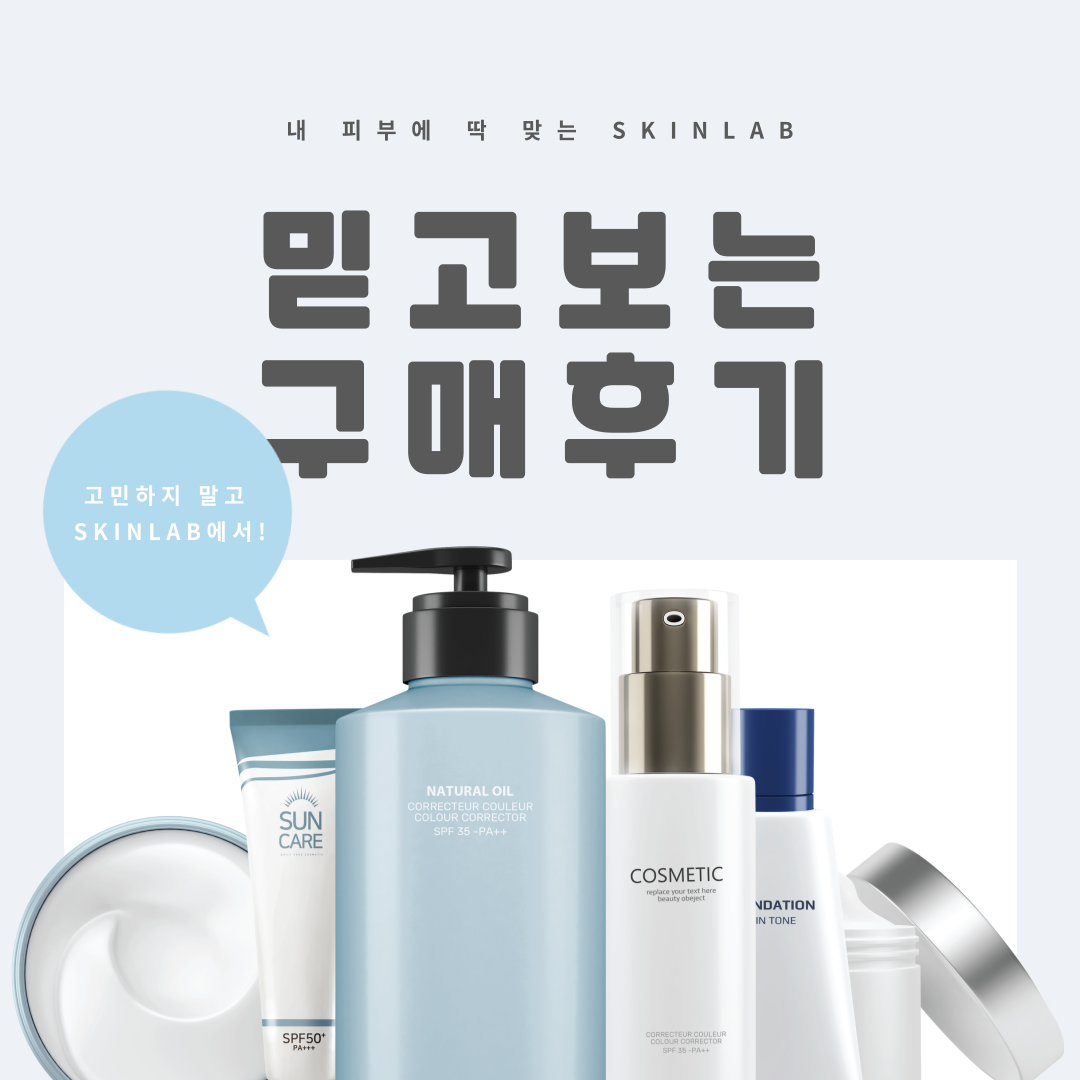 내 피부에 딱 맞는 SKINLAB
믿고보는
구매후기
고민하지 말고
SKINLAB에서!
NATURAL OIL
CORRECTEUR COULEUR
COLOUR CORRECTOR
SPF 35 -PA++
SUN
CARE
SPF50+
PA+++
COSMETIC
replace your text here
beauty obeject
CORRECTEUR COULEUR
COLOUR CORRECTOR
SPF 35 -PA++
NDATION
IN TONE